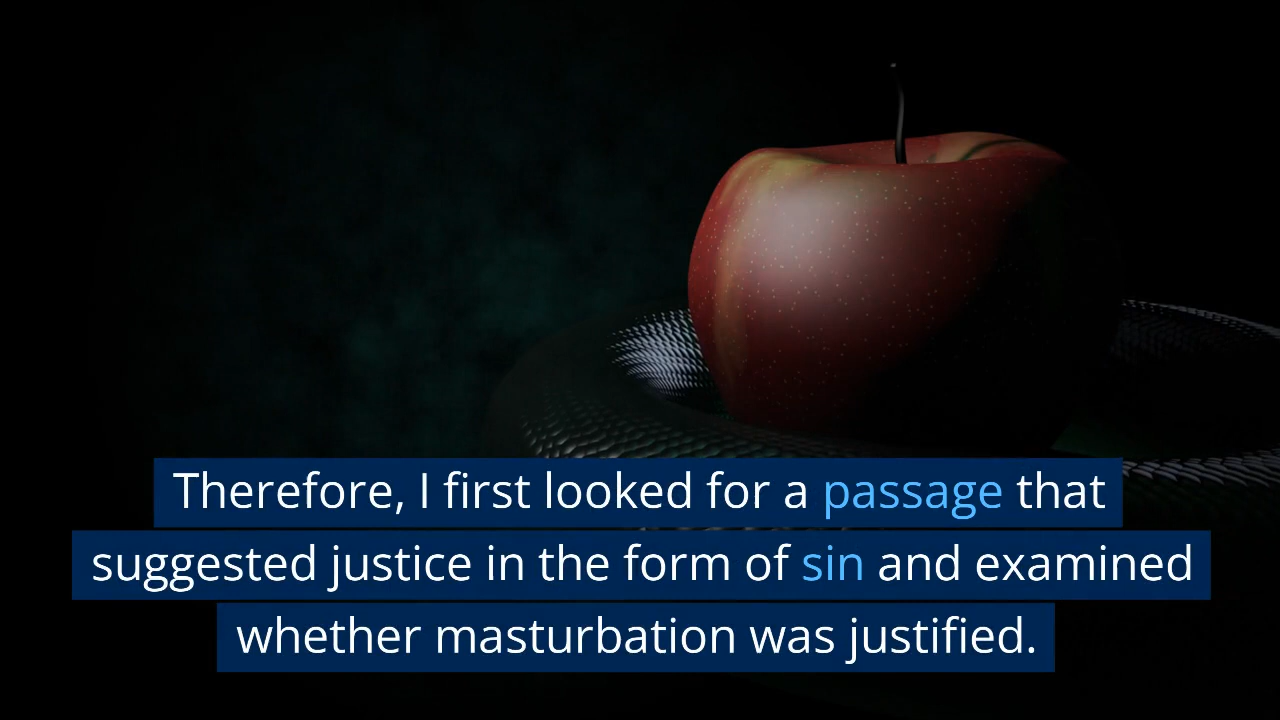 Therefore, I first looked for a passage that
suggested justice in the form of sin and examined
whether masturbation was justified.